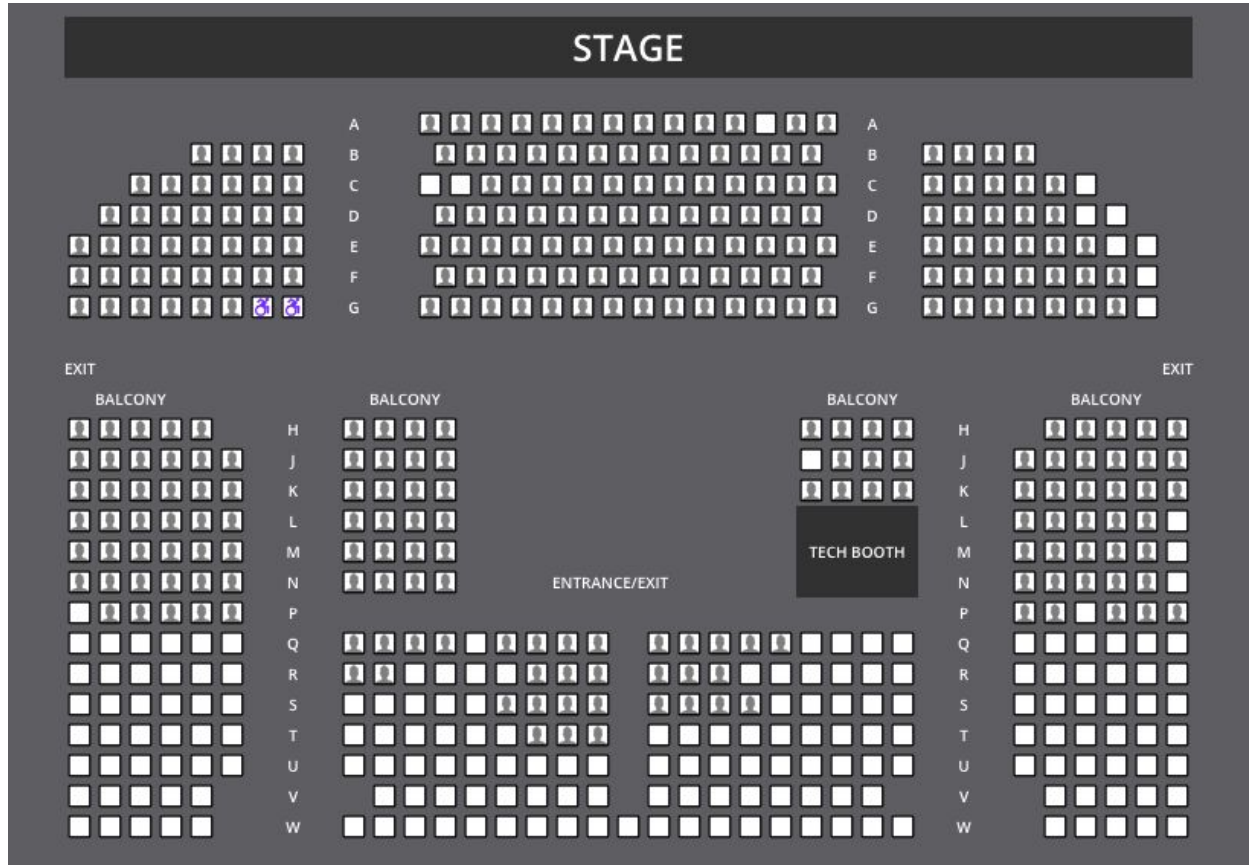 STAGE
A A
B B
C C
D D
E E
F F
G G
EXIT EXIT
BALCONY BALCONY BALCONY BALCONY
H H
J J
K K
L L
M TECH BOOTH M
N ENTRANCE/EXIT N
P P
Q Q
R R
S S
T T
U U
V V
W W